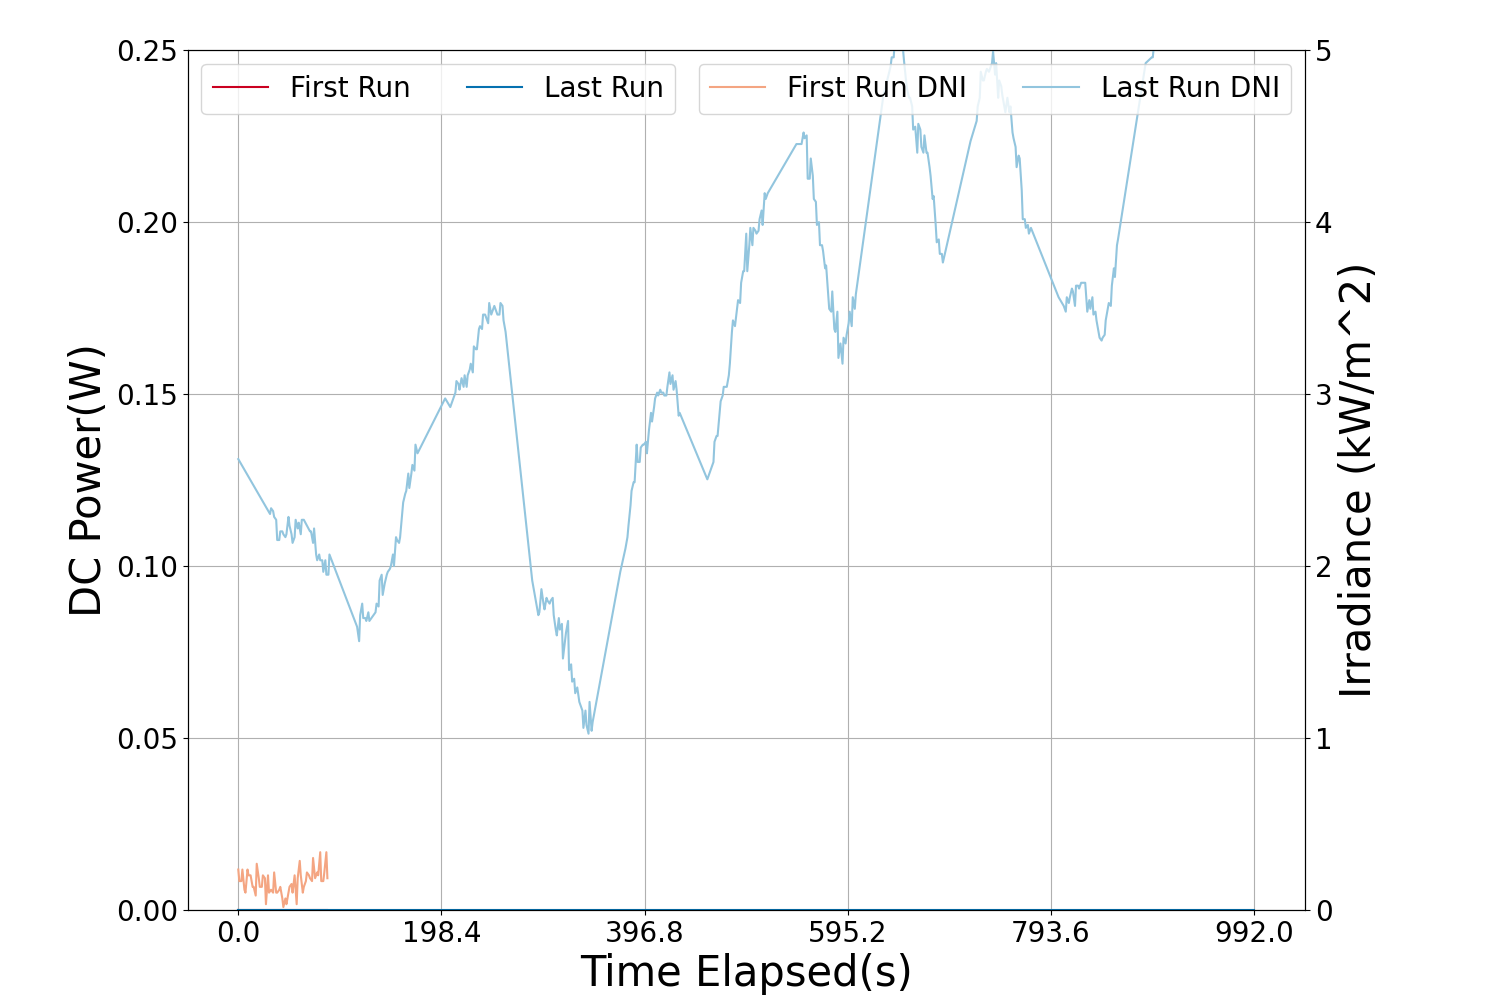 First Run
Last Run
First Run DNI
Last Run DNI
DC Power(W)
0.25
0.20
0.15
0.10
0.05
0.00
5
4
3
2
1
0
Irradiance (kW/m^2)
0.0
198.4
396.8
595.2
793.6
992.0
Time Elapsed(s)